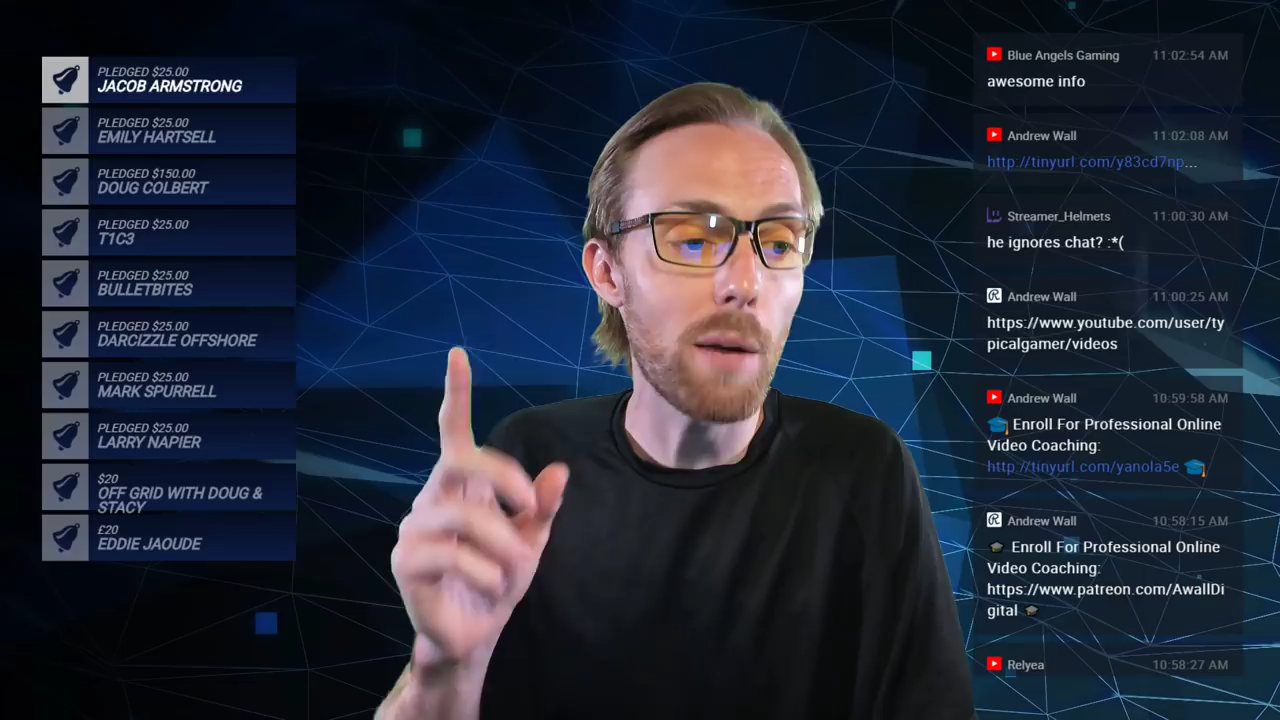 PLEDGED $25.00
JACOB ARMSTRONG
PLEDGED $25.00
EMILY HARTSELL
PLEDGED $150.00
DOUG COLBERT
PLEDGED $25.00
T1C3
PLEDGED $25.00
BULLETBITES
PLEDGED $25.00
DARCIZZLE OFFSHORE
PLEDGED $25.00
MARK SPURRELL
PLEDGED $25.00
LARRY NAPIER
$20
OFF GRID WITH DOUG &
STACY
£20
EDDIE JAOUDE
Blue Angels Gaming 11:02:54 AM
awesome info
Andrew Wall 11:02:08 AM
http://tinyurl.com/y83cd7np...
Streamer_Helmets 11:00:30 AM
he ignores chat? :*(
Andrew Wall 11:00:25 AM
https://www.youtube.com/user/ty
picalgamer/videos
Andrew Wall 10:59:58 AM
🎓 Enroll For Professional Online
Video Coaching:
http://tinyurl.com/yanola5e 🎓
Andrew Wall 10:58:15 AM
🎓 Enroll For Professional Online
Video Coaching:
https://www.patreon.com/AwallDi
gital 🎓
Relyea 10:58:27 AM